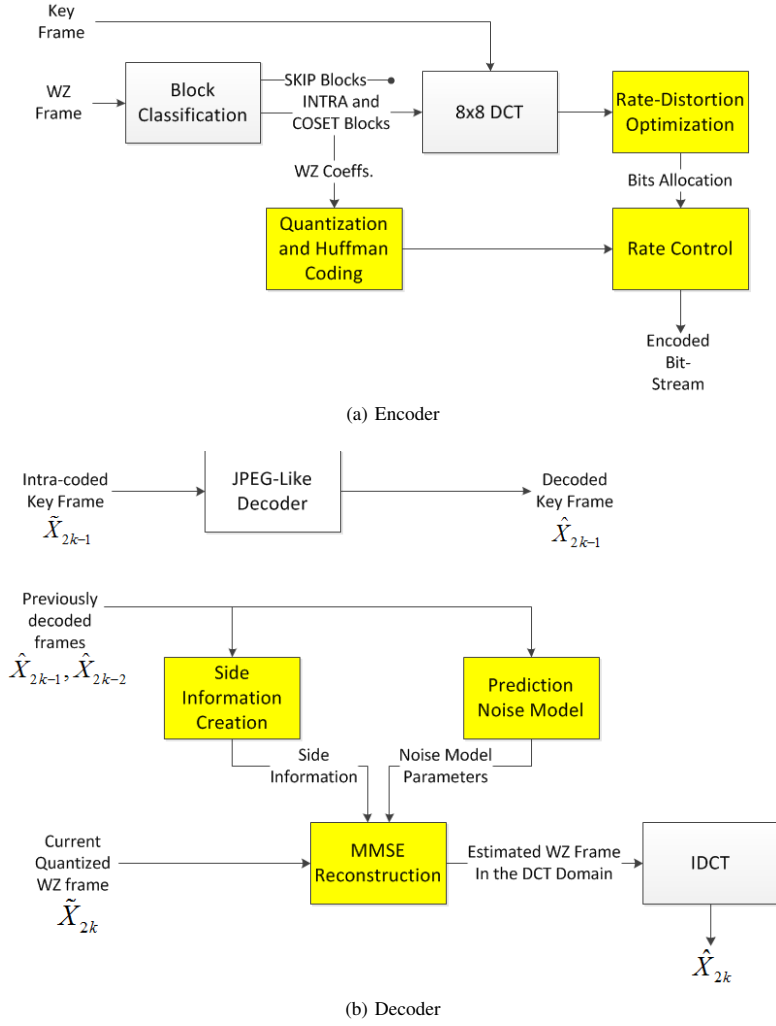 Key
Frame
WZ
Frame
Block
Classification
SKIP Blocks
INTRA and
COSET Blocks
8x8 DCT
Rate-Distortion
Optimization
WZ Coeffs.
Bits Allocation
Quantization
and Huffman
Coding
Rate Control
Encoded
Bit-
Stream
(a) Encoder
Intra-coded
Key Frame
X̃2k−1
JPEG-Like
Decoder
Decoded
Key Frame
X̂2k−1
Previously
decoded
frames
X̂2k−1, X̂2k−2
Side
Information
Creation
Prediction
Noise Model
Side
Information
Noise Model
Parameters
Current
Quantized
WZ frame
X̃2k
MMSE
Reconstruction
Estimated WZ Frame
In the DCT Domain
IDCT
X̂2k
(b) Decoder